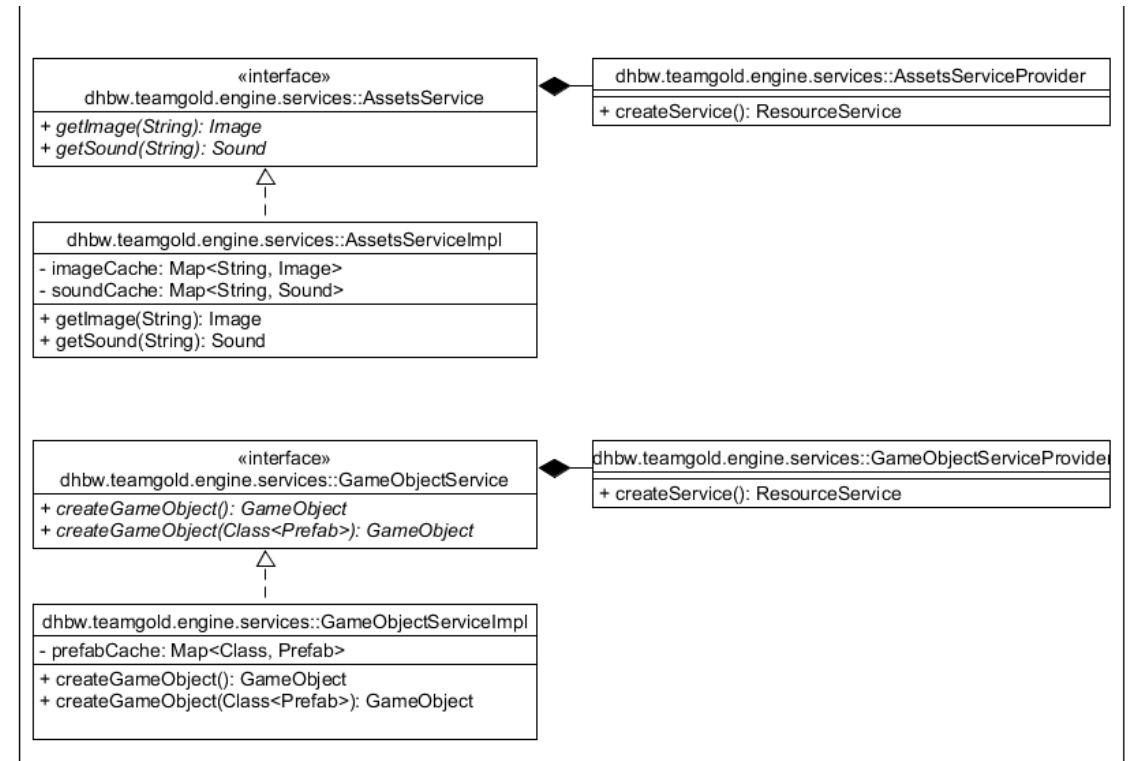 «interface»
dhbw.teamgold.engine.services::AssetsService
+ getImage(String): Image
+ getSound(String): Sound
dhbw.teamgold.engine.services::AssetsServiceProvider
+ createService(): ResourceService
dhbw.teamgold.engine.services::AssetsServiceImpl
- imageCache: Map<String, Image>
- soundCache: Map<String, Sound>
+ getImage(String): Image
+ getSound(String): Sound
«interface»
dhbw.teamgold.engine.services::GameObjectService
+ createGameObject(): GameObject
+ createGameObject(Class<Prefab>): GameObject
dhbw.teamgold.engine.services::GameObjectServiceProvider
+ createService(): ResourceService
dhbw.teamgold.engine.services::GameObjectServiceImpl
- prefabCache: Map<Class, Prefab>
+ createGameObject(): GameObject
+ createGameObject(Class<Prefab>): GameObject